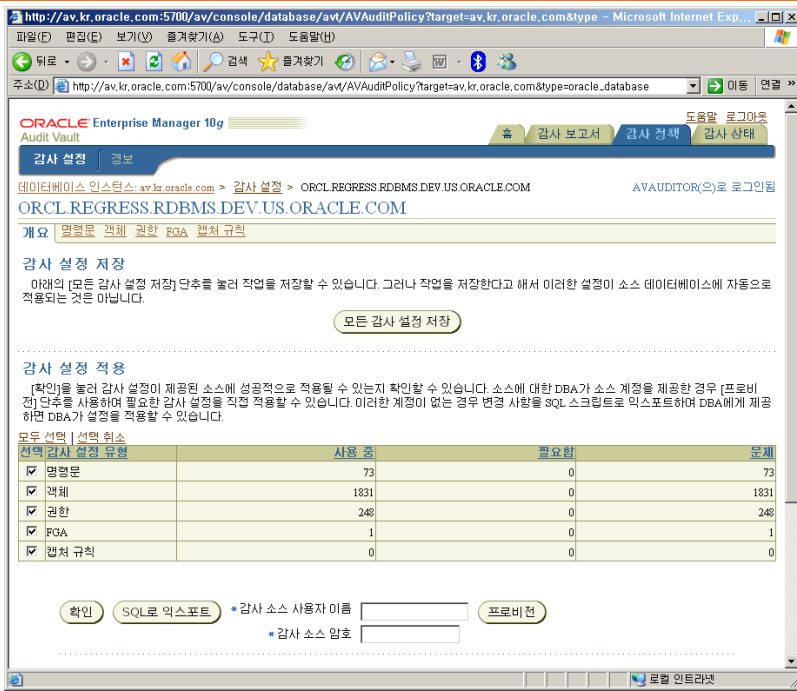 http://av.kr.oracle.com:5700/av/console/database/avt/AVAuditPolicy?target=av.kr.oracle.com&type - Microsoft Internet Exp...
파일(F) 편집(E) 보기(V) 즐겨찾기(A) 도구(T) 도움말(H)
뒤로 검색 즐겨찾기
주소(D) http://av.kr.oracle.com:5700/av/console/database/avt/AVAuditPolicy?target=av.kr.oracle.com&type=oracle_database 이동 연결 »
도움말 로그아웃
ORACLE Enterprise Manager 10g
Audit Vault
홈 감사 보고서 감사 정책 감사 상태
감사 설정 경보
데이터베이스 인스턴스: av.kr.oracle.com > 감사 설정 > ORCL.REGRESS.RDBMS.DEV.US.ORACLE.COM AVAUDITOR(으)로 로그인됨
ORCL.REGRESS.RDBMS.DEV.US.ORACLE.COM
개요 명령문 객체 권한 FGA 캡처 규칙
감사 설정 저장
아래의 [모든 감사 설정 저장] 단추를 눌러 작업을 저장할 수 있습니다. 그러나 작업을 저장한다고 해서 이러한 설정이 소스 데이터베이스에 자동으로
적용되는 것은 아닙니다.
모든 감사 설정 저장
감사 설정 적용
[확인]을 눌러 감사 설정이 제공된 소스에 성공적으로 적용될 수 있는지 확인할 수 있습니다. 소스에 대한 DBA가 소스 계정을 제공한 경우 [프로비
전] 단추를 사용하여 필요한 감사 설정을 직접 적용할 수 있습니다. 이러한 계정이 없는 경우 변경 사항을 SQL 스크립트로 익스포트하여 DBA에게 제공
하면 DBA가 설정을 적용할 수 있습니다.
모두 선택 | 선택 취소
선택 감사 설정 유형 사용 중 필요함 문제
명령문 73 0 73
객체 1831 0 1831
권한 248 0 248
FGA 1 0 1
캡처 규칙 0 0 0
확인 SQL로 익스포트 * 감사 소스 사용자 이름 프로비전
* 감사 소스 암호
로컬 인트라넷